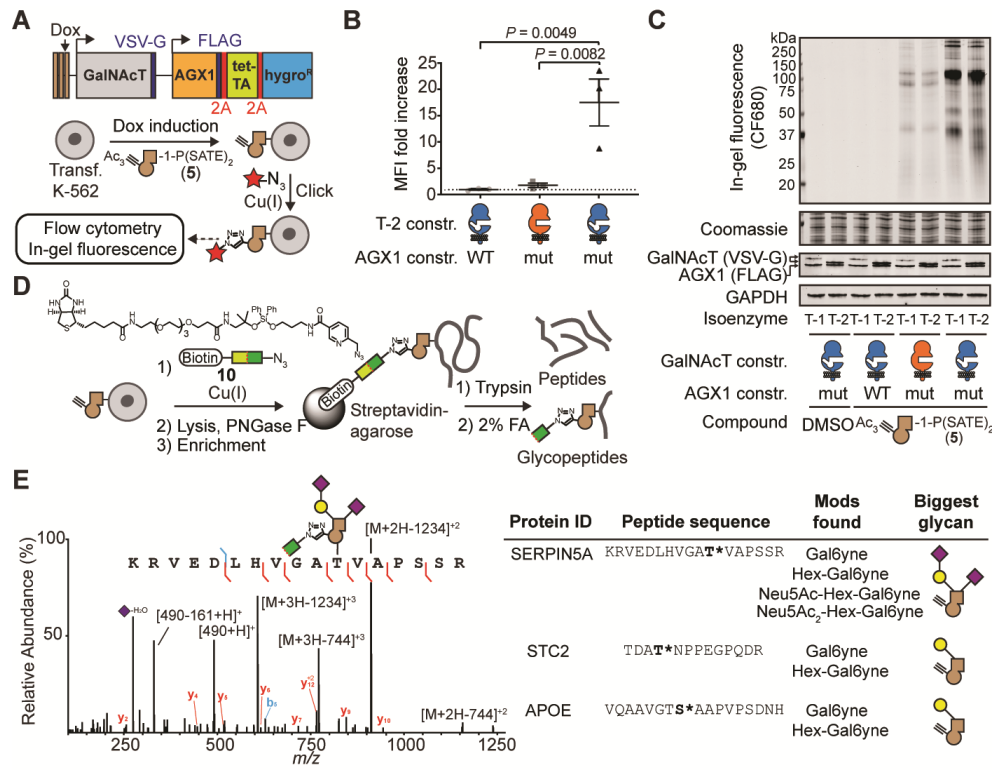 A
Dox
VSV-G
FLAG
GalNAcT
AGX1
tet-
TA
hygroR
2A
2A
Dox induction
Ac3
-1-P(SATE)2
(5)
Transf.
K-562
N3
Cu(I)
Click
Flow cytometry
In-gel fluorescence
N=N
N
B
P = 0.0049
P = 0.0082
MFI fold increase
25
20
15
10
5
0
T-2 constr.
AGX1 constr.
WT
mut
mut
C
kDa
250
150
100
75
50
37
25
20
In-gel fluorescence
(CF680)
Coomassie
GalNAcT (VSV-G)
AGX1 (FLAG)
GAPDH
Isoenzyme
T-1 T-2 T-1 T-2 T-1 T-2 T-1 T-2
GalNAcT constr.
AGX1 constr.
mut
WT
mut
mut
Compound
DMSO
Ac3
-1-P(SATE)2
(5)
D
1)
Biotin
N3
10
Cu(I)
2) Lysis, PNGase F
3) Enrichment
Biotin
Streptavidin-
agarose
1) Trypsin
2) 2% FA
Peptides
Glycopeptides
E
Relative Abundance (%)
100
50
K R V E D L H V G A T V A P S S R
[M+2H-1234]+2
-H2O
[490-161+H]+
[490+H]+
[M+3H-1234]+3
[M+3H-744]+3
[M+2H-744]+2
y2
y4
y5
y6
b5
y7
y12+2
y9
y10
250
500
750
1000
1250
m/z
Protein ID
Peptide sequence
Mods
found
Biggest
glycan
SERPIN5A
KRVEDLHVGAT*VAPSSR
Gal6yne
Hex-Gal6yne
Neu5Ac-Hex-Gal6yne
Neu5Ac2-Hex-Gal6yne
STC2
TDAT*NPPEGPQDR
Gal6yne
Hex-Gal6yne
APOE
VQAAVGTS*AAPVPSDNH
Gal6yne
Hex-Gal6yne